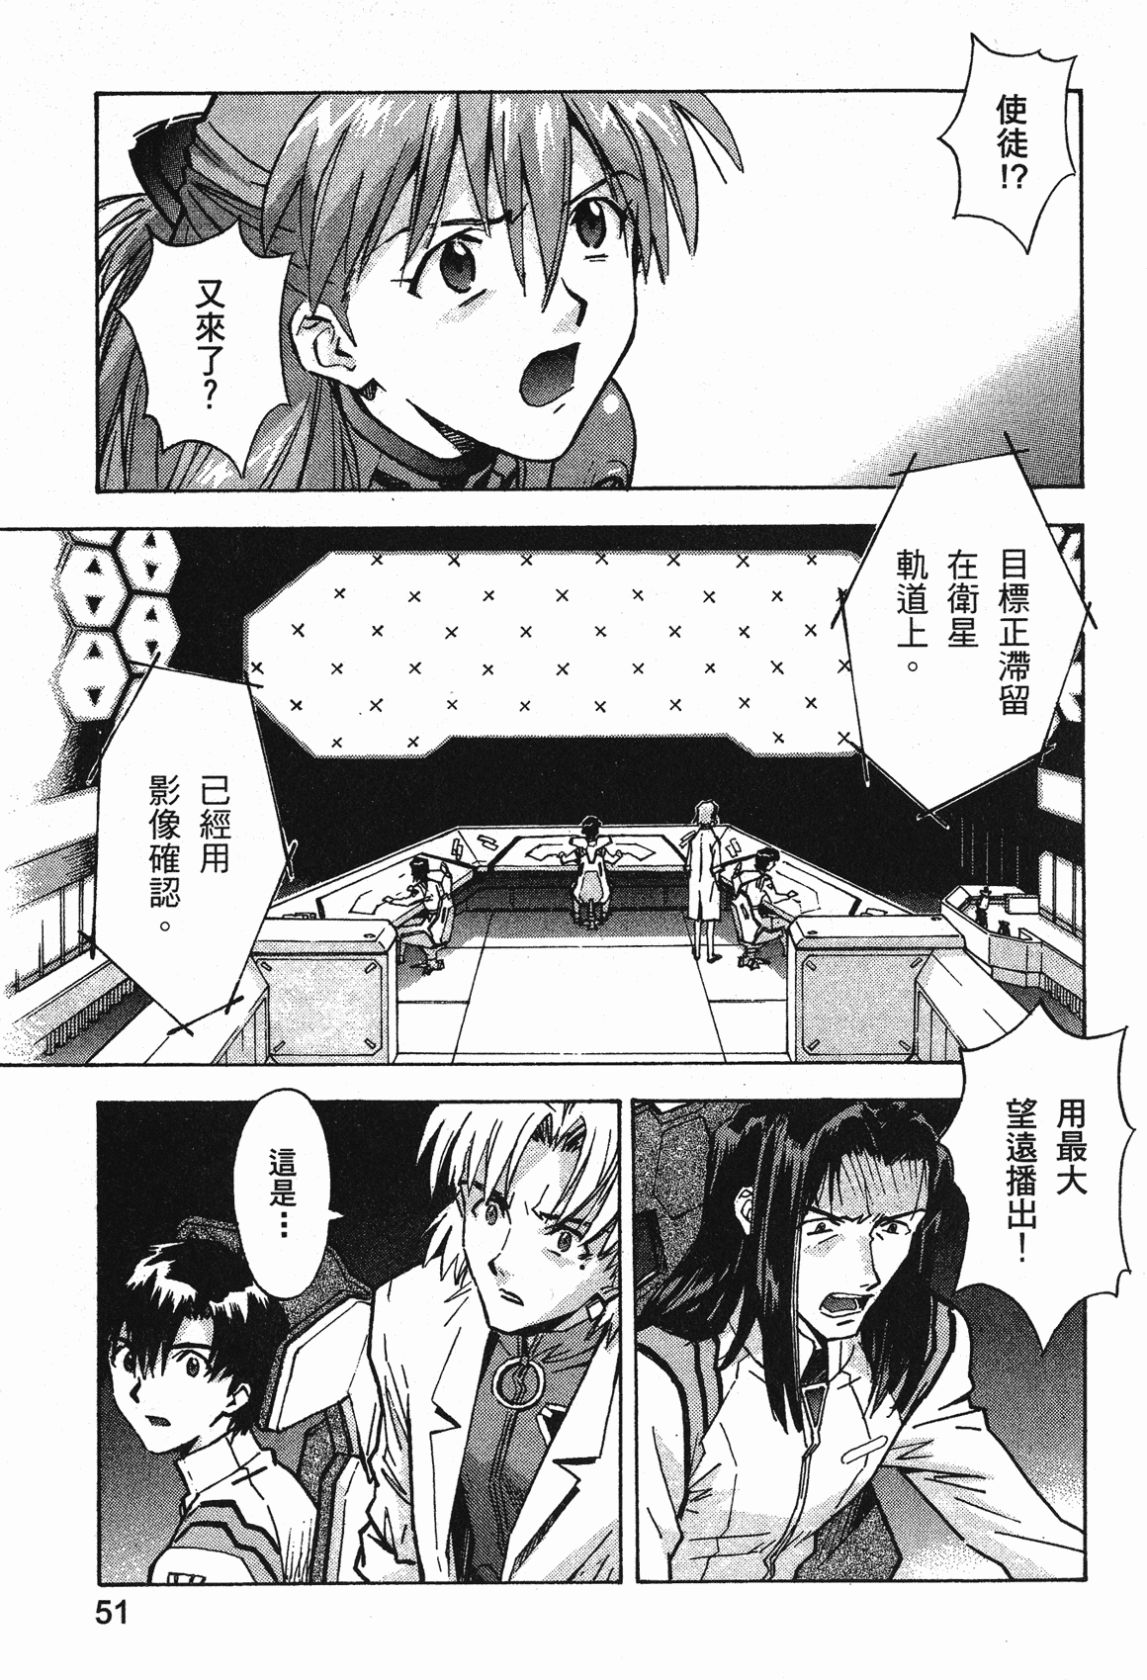 使徒!?
又來了?
目標正滯留
在衛星
軌道上。
已經用
影像確認。
用最大
望遠播出!
這是…
51